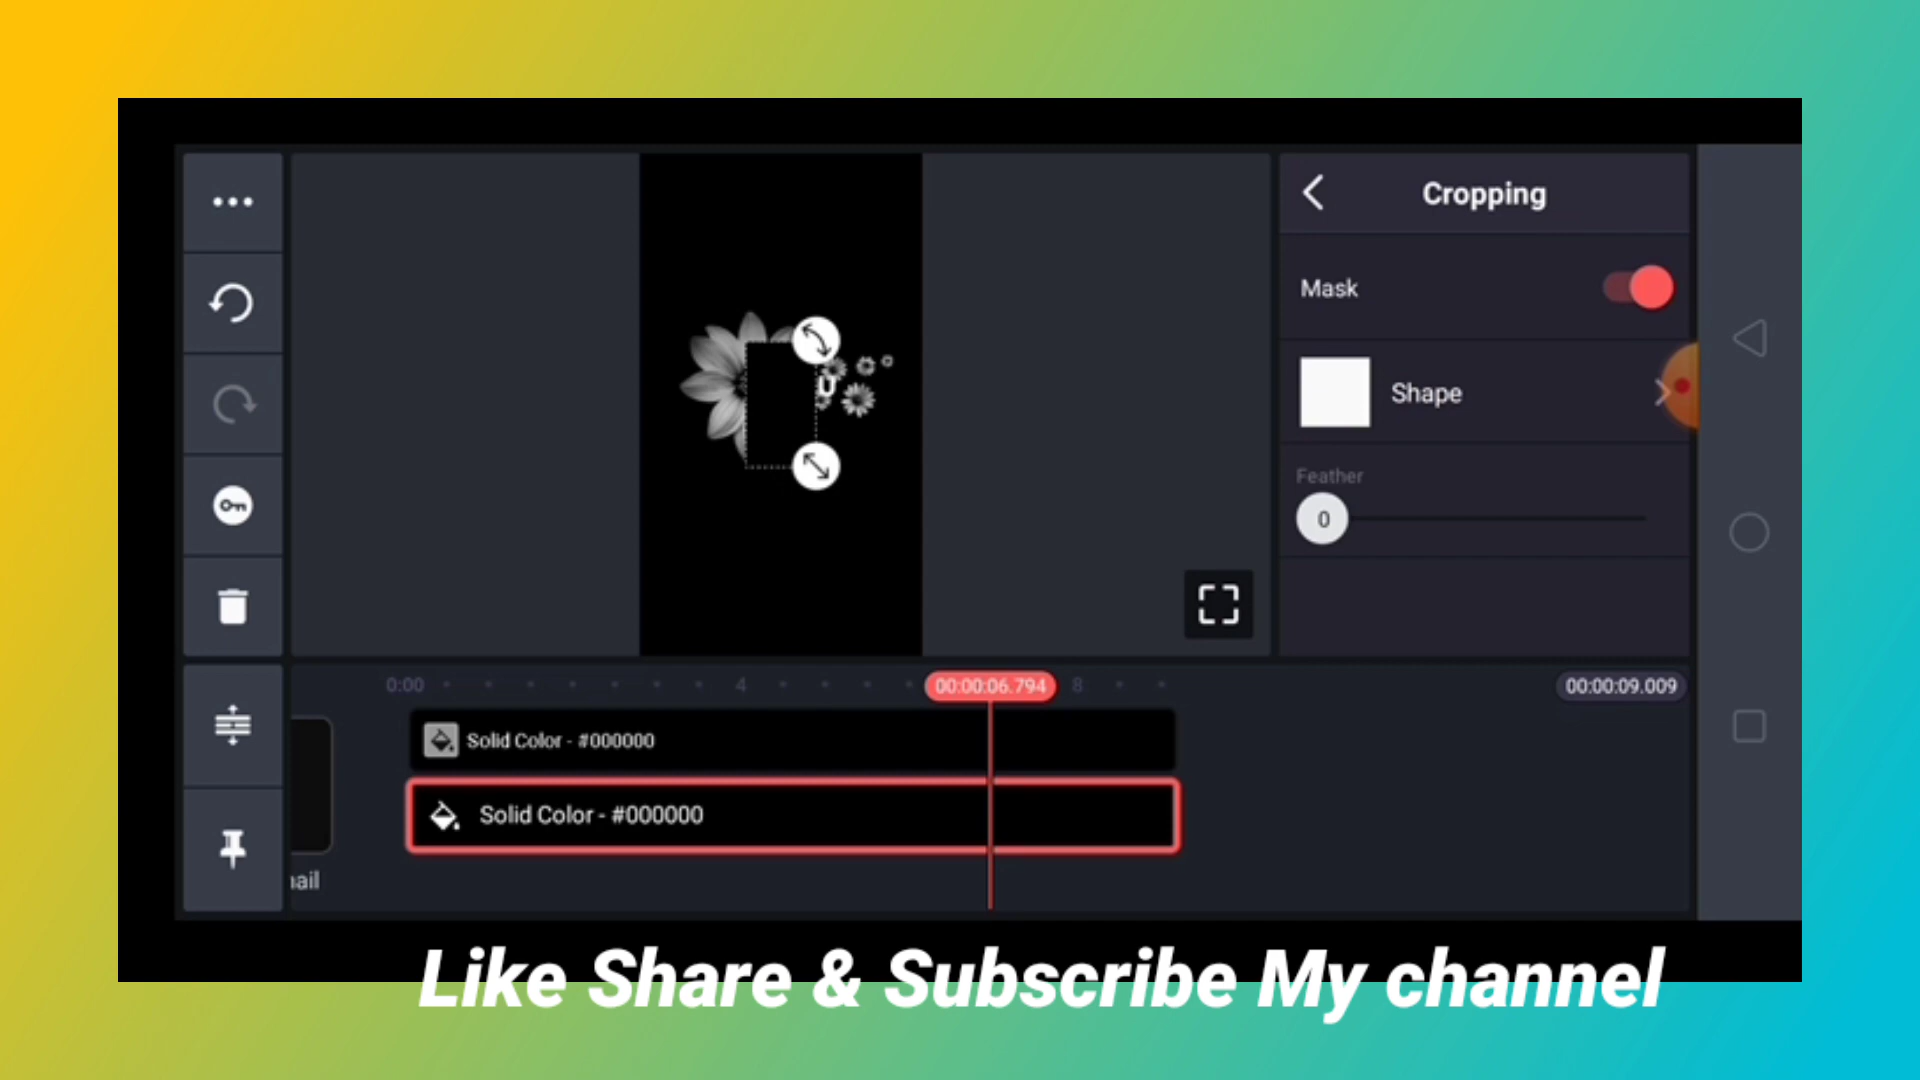 Cropping
Mask
Shape
Feather
0
U
0:00
4
00:00:06.794
8
00:00:09.009
Solid Color - #000000
Solid Color - #000000
ail
Like Share & Subscribe My channel